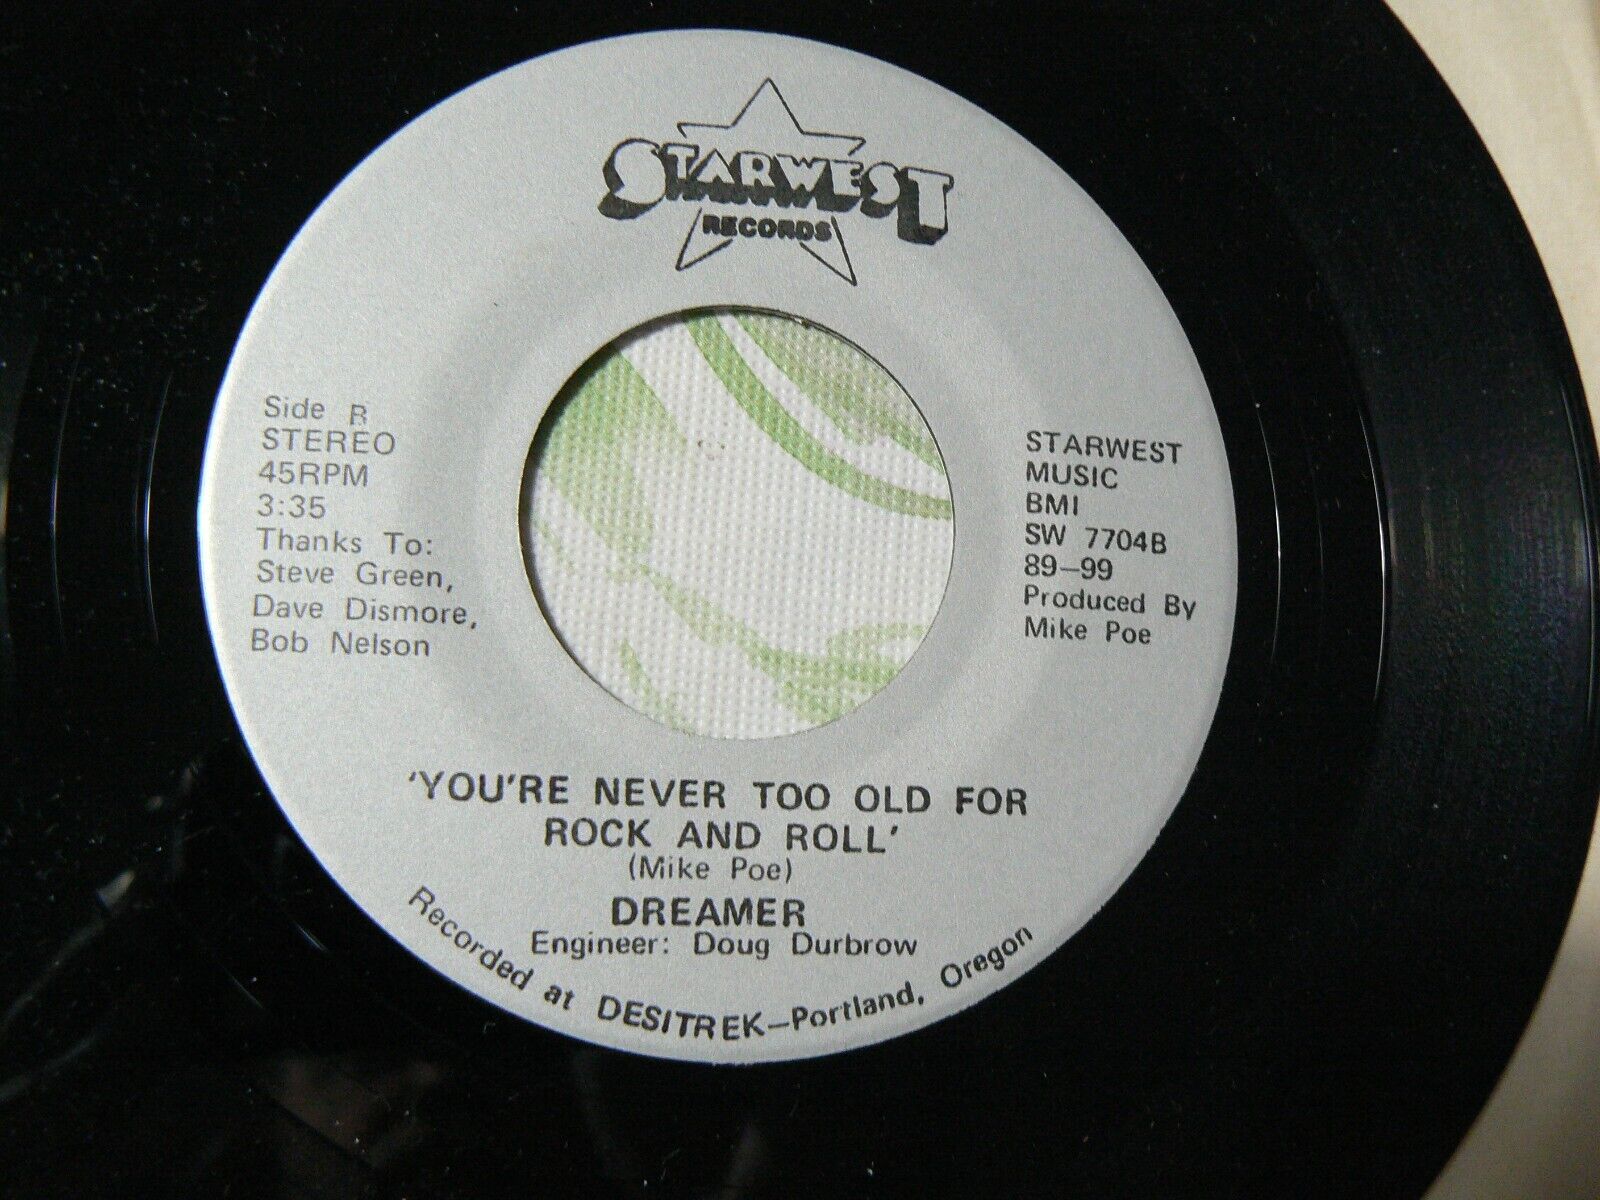 STARWEST
RECORDS
Side B
STEREO
45RPM
3:35
Thanks To:
Steve Green,
Dave Dismore,
Bob Nelson
STARWEST
MUSIC
BMI
SW 7704B
89-99
Produced By
Mike Poe
'YOU'RE NEVER TOO OLD FOR
ROCK AND ROLL'
(Mike Poe)
DREAMER
Engineer: Doug Durbrow
Recorded at DESITREK-Portland, Oregon